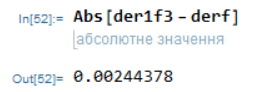 In[52]:= Abs[der1f3 - derf]
абсолютне значення
Out[52]= 0.00244378